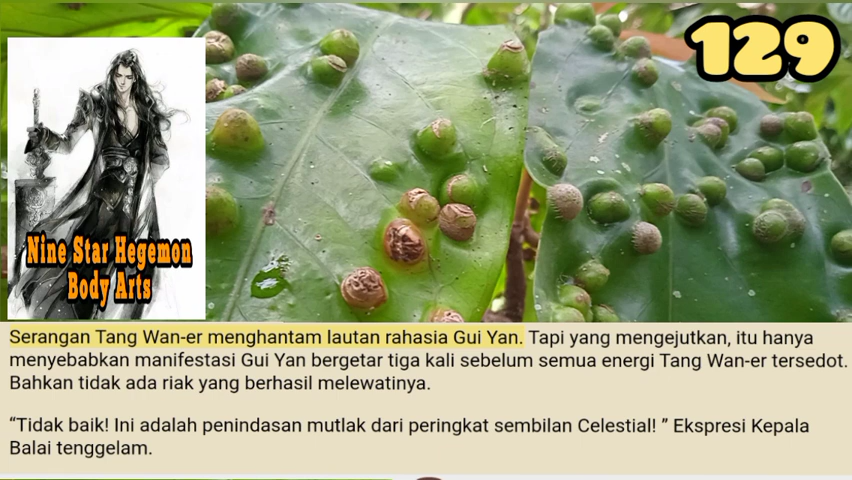 129
Nine Star Hegemon
Body Arts
Serangan Tang Wan-er menghantam lautan rahasia Gui Yan. Tapi yang mengejutkan, itu hanya
menyebabkan manifestasi Gui Yan bergetar tiga kali sebelum semua energi Tang Wan-er tersedot.
Bahkan tidak ada riak yang berhasil melewatinya.
“Tidak baik! Ini adalah penindasan mutlak dari peringkat sembilan Celestial! ” Ekspresi Kepala
Balai tenggelam.